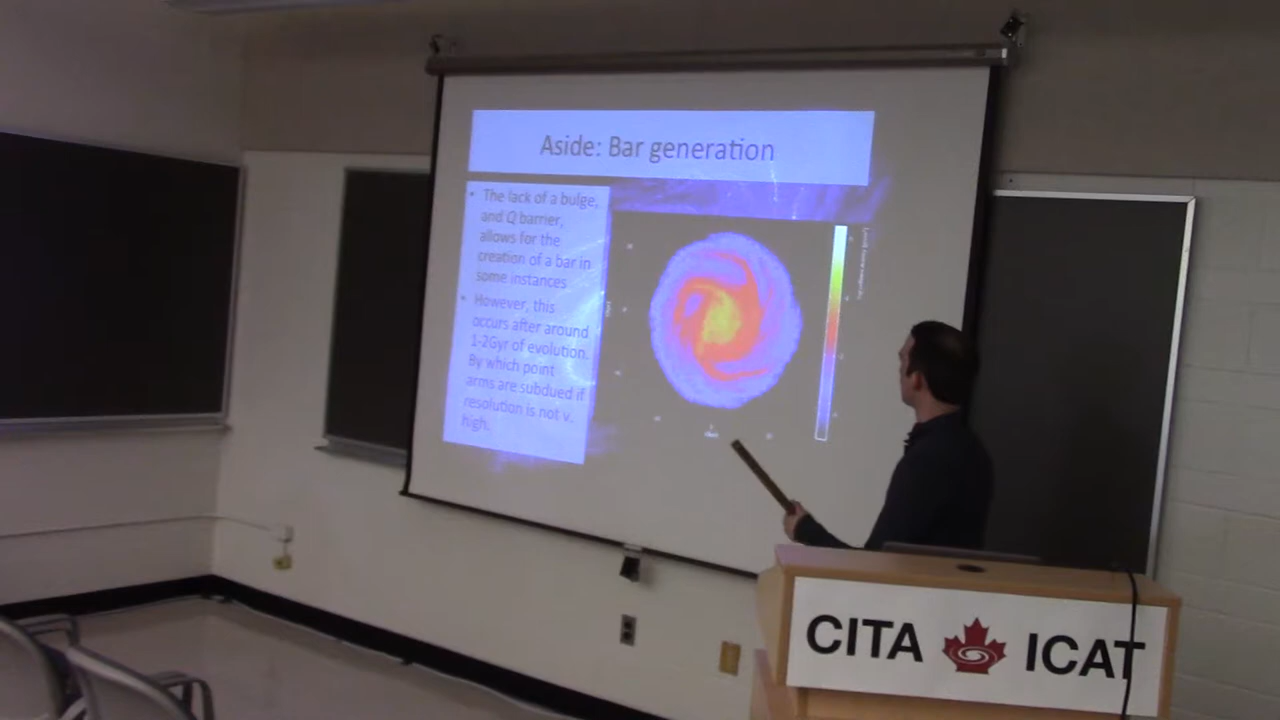 Aside: Bar generation
• The lack of a bulge,
and Q barrier,
allows for the
creation of a bar in
some instances
• However, this
occurs after around
1-2Gyr of evolution.
By which point
arms are subdued if
resolution is not v.
high.
CITA ICAT